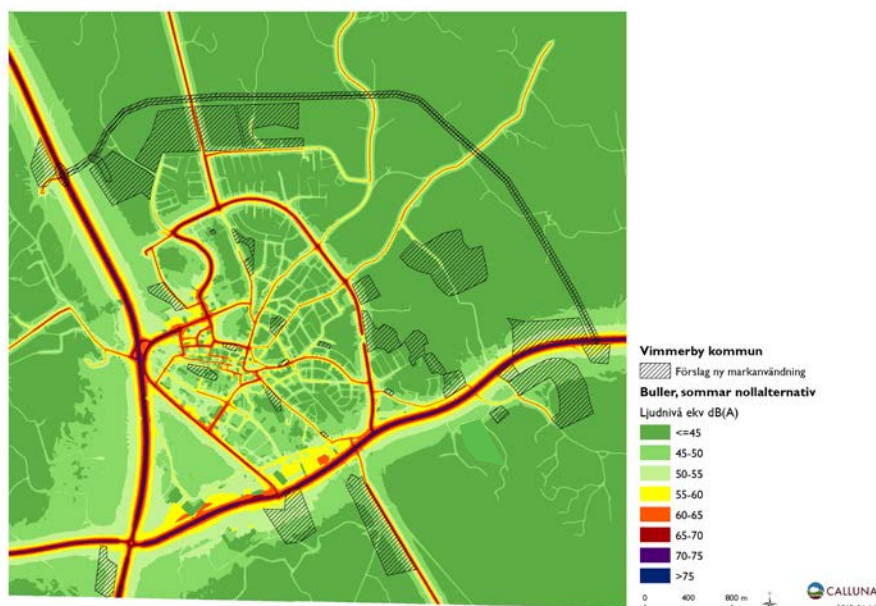 Vimmerby kommun
Förslag ny markanvändning
Buller, sommar nollalternativ
Ljudnivå ekv dB(A)
<=45
45-50
50-55
55-60
60-65
65-70
70-75
>75
0 400 800 m
CALLUNA